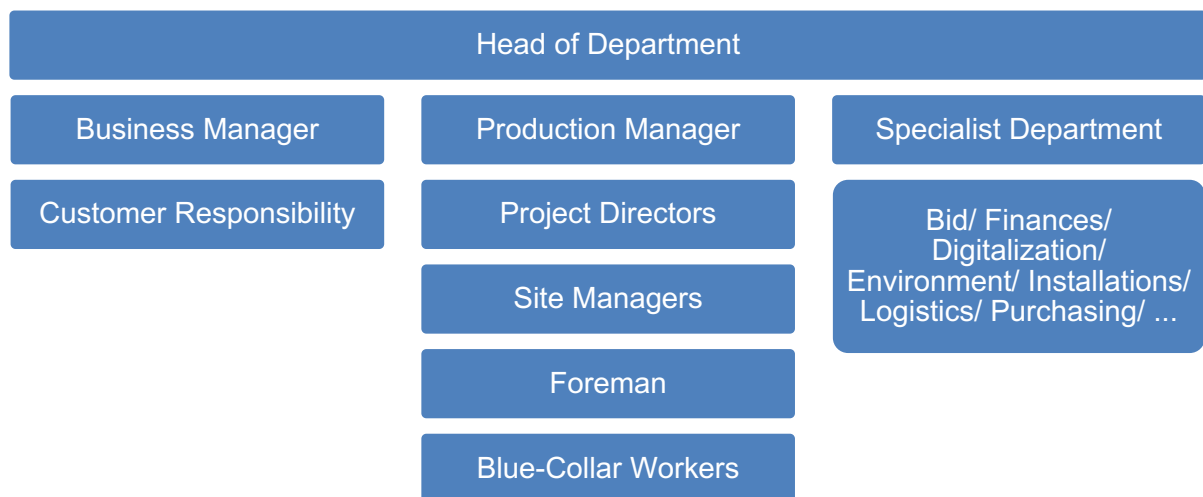 Head of Department
Business Manager
Production Manager
Specialist Department
Customer Responsibility
Project Directors
Bid/ Finances/
Digitalization/
Environment/ Installations/
Logistics/ Purchasing/ ...
Site Managers
Foreman
Blue-Collar Workers